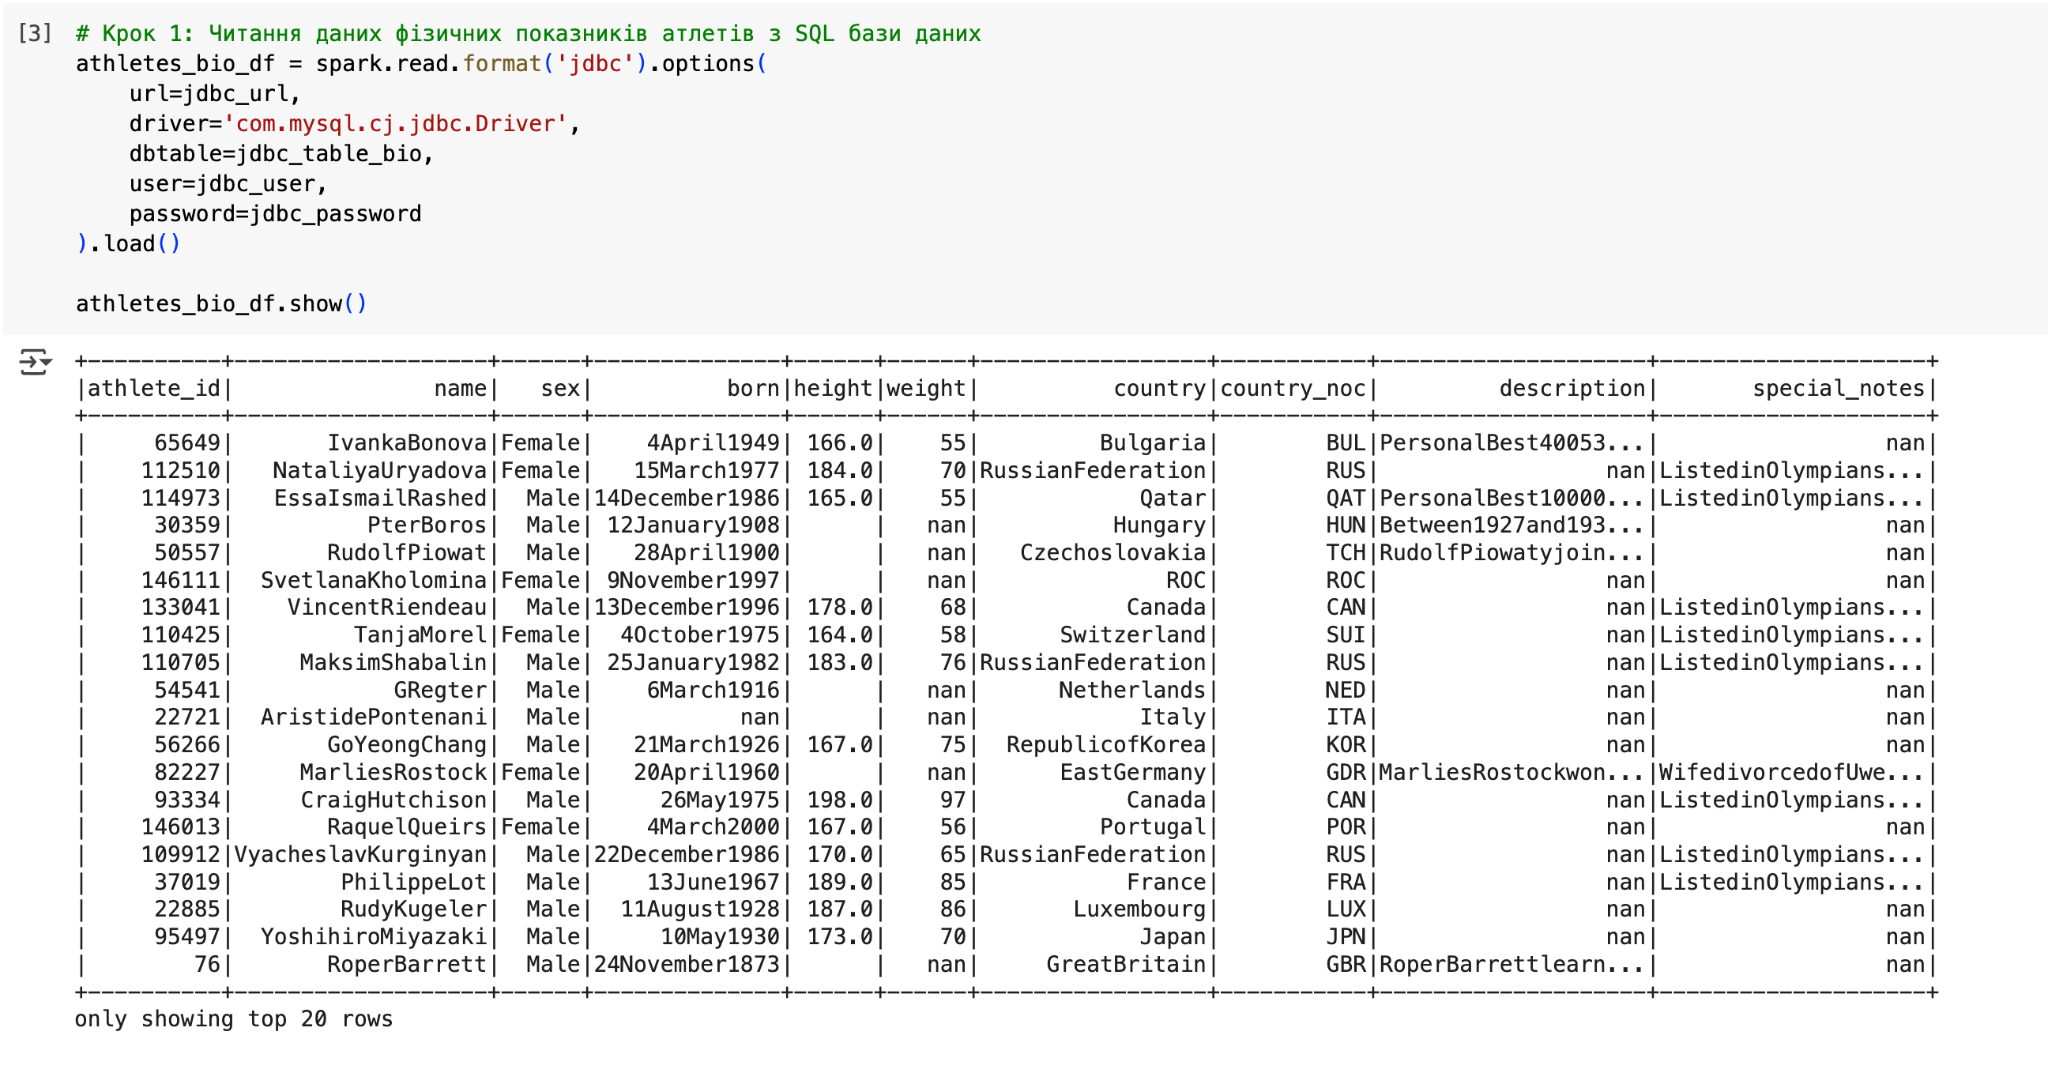 [3] # Крок 1: Читання даних фізичних показників атлетів з SQL бази даних
athletes_bio_df = spark.read.format('jdbc').options(
    url=jdbc_url,
    driver='com.mysql.cj.jdbc.Driver',
    dbtable=jdbc_table_bio,
    user=jdbc_user,
    password=jdbc_password
).load()

athletes_bio_df.show()
+----------+-------------------+------+--------------+------+------+-----------------+-----------+--------------------+--------------------+
|athlete_id|               name|   sex|          born|height|weight|          country|country_noc|         description|       special_notes|
+----------+-------------------+------+--------------+------+------+-----------------+-----------+--------------------+--------------------+
|     65649|       IvankaBonova|Female|    4April1949| 166.0|    55|         Bulgaria|        BUL|PersonalBest40053...|                 nan|
|    112510|   NataliyaUryadova|Female|   15March1977| 184.0|    70|RussianFederation|        RUS|                 nan|ListedinOlympians...|
|    114973|   EssaIsmailRashed|  Male|14December1986| 165.0|    55|            Qatar|        QAT|PersonalBest10000...|ListedinOlympians...|
|     30359|          PterBoros|  Male| 12January1908|      |   nan|          Hungary|        HUN|Between1927and193...|                 nan|
|     50557|       RudolfPiowat|  Male|   28April1900|      |   nan|   Czechoslovakia|        TCH|RudolfPiowatyjoin...|                 nan|
|    146111|  SvetlanaKholomina|Female| 9November1997|      |   nan|              ROC|        ROC|                 nan|                 nan|
|    133041|    VincentRiendeau|  Male|13December1996| 178.0|    68|           Canada|        CAN|                 nan|ListedinOlympians...|
|    110425|         TanjaMorel|Female|  4October1975| 164.0|    58|      Switzerland|        SUI|                 nan|ListedinOlympians...|
|    110705|     MaksimShabalin|  Male| 25January1982| 183.0|    76|RussianFederation|        RUS|                 nan|ListedinOlympians...|
|     54541|            GRegter|  Male|    6March1916|      |   nan|      Netherlands|        NED|                 nan|                 nan|
|     22721|  AristidePontenani|  Male|           nan|      |   nan|            Italy|        ITA|                 nan|                 nan|
|     56266|       GoYeongChang|  Male|   21March1926| 167.0|    75|  RepublicofKorea|        KOR|                 nan|                 nan|
|     82227|     MarliesRostock|Female|   20April1960|      |   nan|      EastGermany|        GDR|MarliesRostockwon...|WifedivorcedofUwe...|
|     93334|     CraigHutchison|  Male|     26May1975| 198.0|    97|           Canada|        CAN|                 nan|ListedinOlympians...|
|    146013|       RaquelQueirs|Female|    4March2000| 167.0|    56|         Portugal|        POR|                 nan|                 nan|
|    109912|VyacheslavKurginyan|  Male|22December1986| 170.0|    65|RussianFederation|        RUS|                 nan|ListedinOlympians...|
|     37019|        PhilippeLot|  Male|    13June1967| 189.0|    85|           France|        FRA|                 nan|ListedinOlympians...|
|     22885|        RudyKugeler|  Male|  11August1928| 187.0|    86|       Luxembourg|        LUX|                 nan|                 nan|
|     95497|  YoshihiroMiyazaki|  Male|     10May1930| 173.0|    70|            Japan|        JPN|                 nan|                 nan|
|        76|       RoperBarrett|  Male|24November1873|      |   nan|     GreatBritain|        GBR|RoperBarrettlearn...|                 nan|
+----------+-------------------+------+--------------+------+------+-----------------+-----------+--------------------+--------------------+
only showing top 20 rows